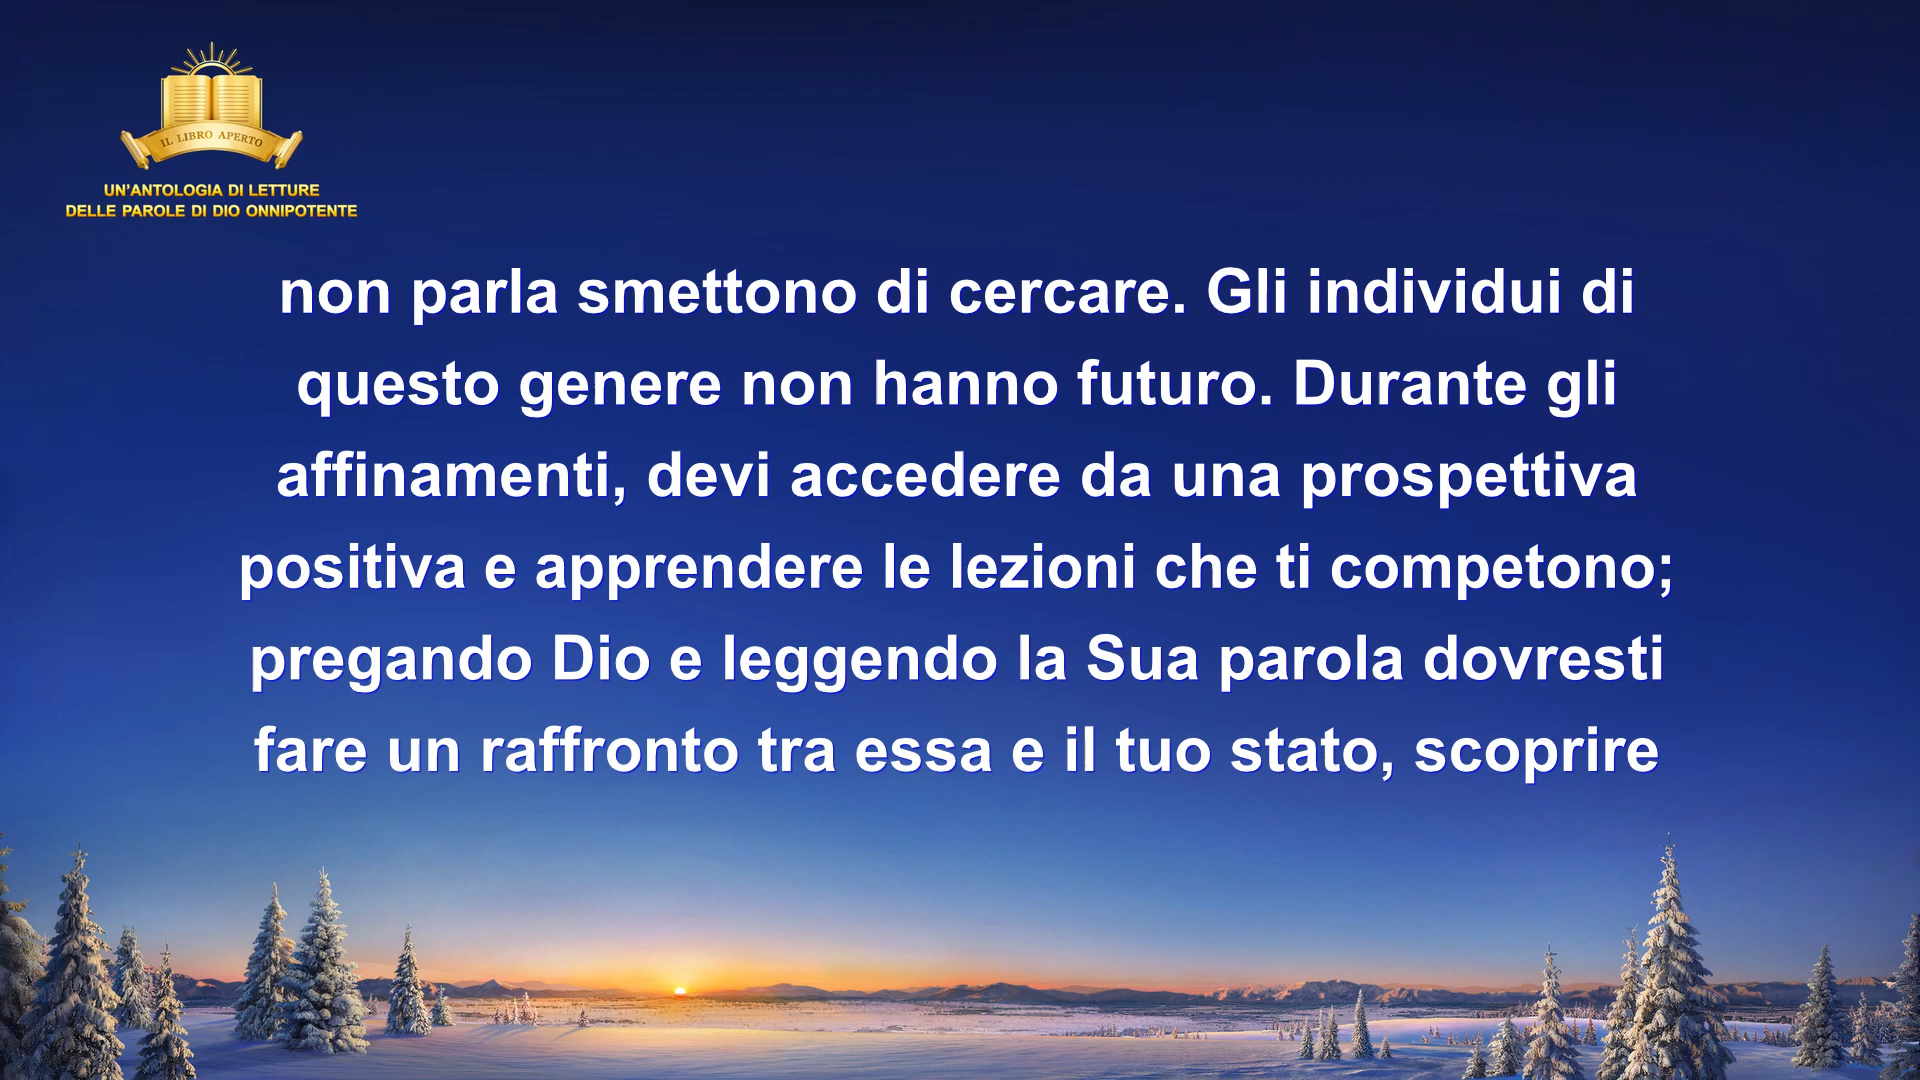 IL LIBRO APERTO
UN'ANTOLOGIA DI LETTURE
DELLE PAROLE DI DIO ONNIPOTENTE
non parla smettono di cercare. Gli individui di
questo genere non hanno futuro. Durante gli
affinamenti, devi accedere da una prospettiva
positiva e apprendere le lezioni che ti competono;
pregando Dio e leggendo la Sua parola dovresti
fare un raffronto tra essa e il tuo stato, scoprire